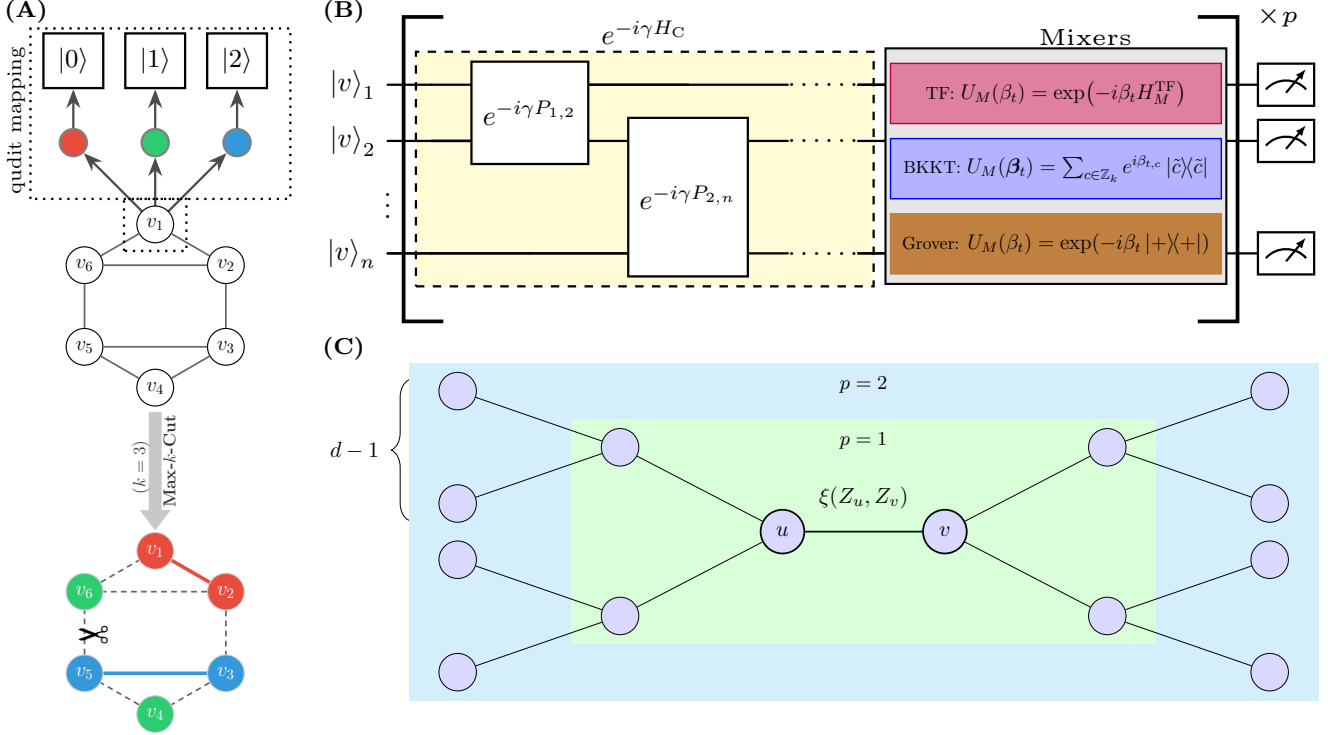 (A)
|0⟩ |1⟩ |2⟩
qudit mapping
v₁
v₆ v₂
v₅ v₃
v₄
(k = 3)
Max-k-Cut
v₁
v₆ v₂
v₅ v₃
v₄
(B)
× p
e^{-iγH_C}
Mixers
|v⟩₁
e^{-iγP_{1,2}}
TF: U_M(β_t) = exp(-iβ_t H_M^{TF})
|v⟩₂
BKKT: U_M(𝜷_t) = ∑_{c∈ℤ_k} e^{iβ_{t,c}} |c̃⟩⟨c̃|
⋮
e^{-iγP_{2,n}}
Grover: U_M(β_t) = exp(-iβ_t |+⟩⟨+|)
|v⟩_n
(C)
p = 2
d − 1
p = 1
ξ(Z_u, Z_v)
u v